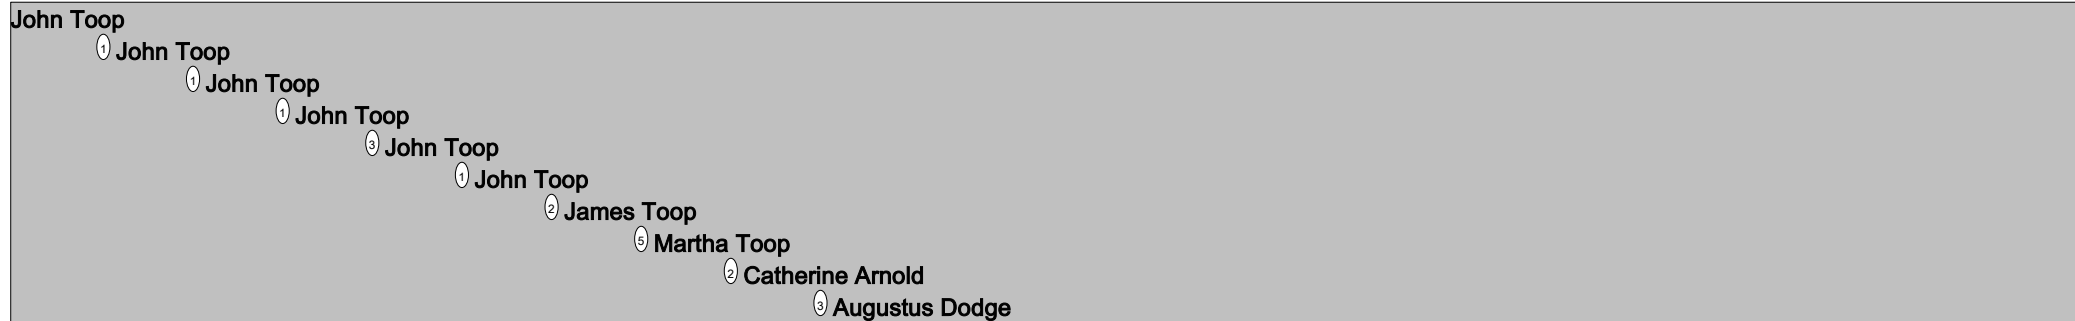 John Toop
1 John Toop
1 John Toop
1 John Toop
3 John Toop
1 John Toop
2 James Toop
5 Martha Toop
2 Catherine Arnold
3 Augustus Dodge